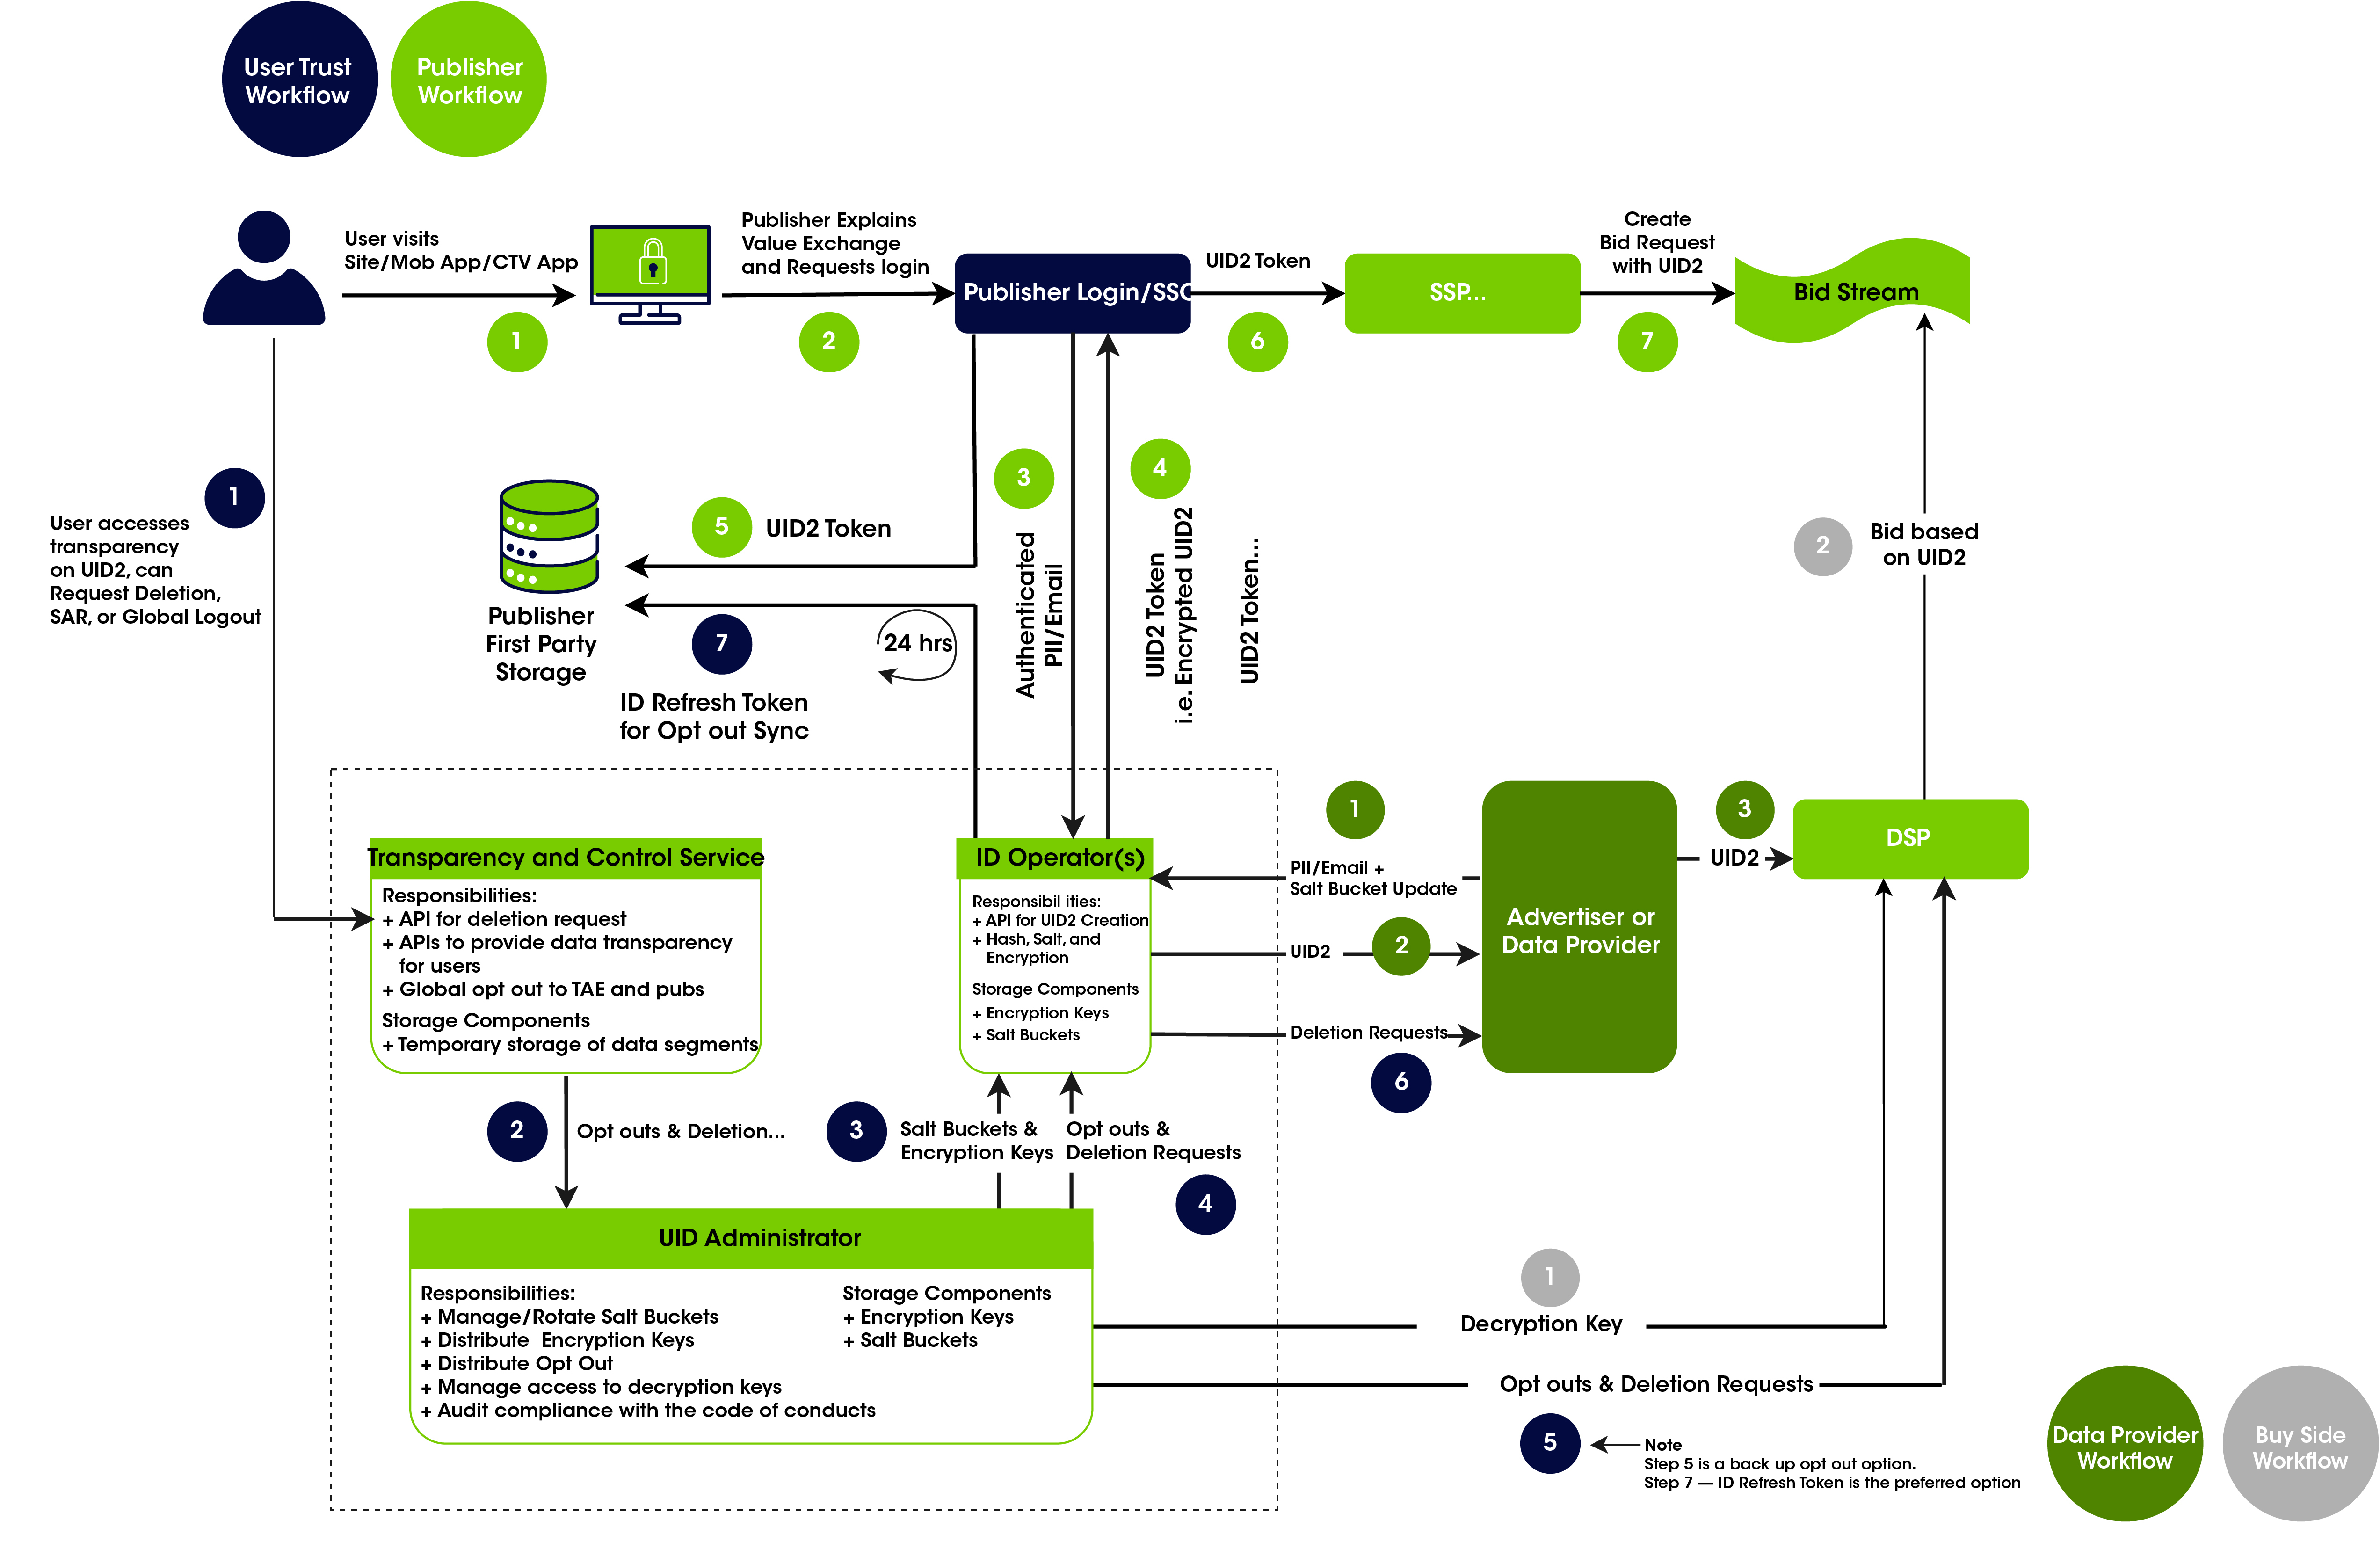 User Trust
Workflow
Publisher
Workflow
User visits
Site/Mob App/CTV App
1
Publisher Explains
Value Exchange
and Requests login
2
Publisher Login/SSO
UID2 Token
6
SSP...
Create
Bid Request
with UID2
7
Bid Stream
1
User accesses
transparency
on UID2, can
Request Deletion,
SAR, or Global Logout
Publisher
First Party
Storage
5
UID2 Token
7
24 hrs
ID Refresh Token
for Opt out Sync
3
Authenticated
PII/Email
4
UID2 Token
i.e. Encrypted UID2
UID2 Token...
2
Bid based
on UID2
Transparency and Control Service
Responsibilities:
+ API for deletion request
+ APIs to provide data transparency
for users
+ Global opt out to TAE and pubs
Storage Components
+ Temporary storage of data segments
ID Operator(s)
Responsibil ities:
+ API for UID2 Creation
+ Hash, Salt, and
Encryption
Storage Components
+ Encryption Keys
+ Salt Buckets
1
PII/Email +
Salt Bucket Update
UID2
2
Deletion Requests
6
Advertiser or
Data Provider
3
UID2
DSP
2
Opt outs & Deletion...
3
Salt Buckets &
Encryption Keys
Opt outs &
Deletion Requests
4
UID Administrator
Responsibilities:
+ Manage/Rotate Salt Buckets
+ Distribute  Encryption Keys
+ Distribute Opt Out
+ Manage access to decryption keys
+ Audit compliance with the code of conducts
Storage Components
+ Encryption Keys
+ Salt Buckets
1
Decryption Key
Opt outs & Deletion Requests
5
Note
Step 5 is a back up opt out option.
Step 7 — ID Refresh Token is the preferred option
Data Provider
Workflow
Buy Side
Workflow